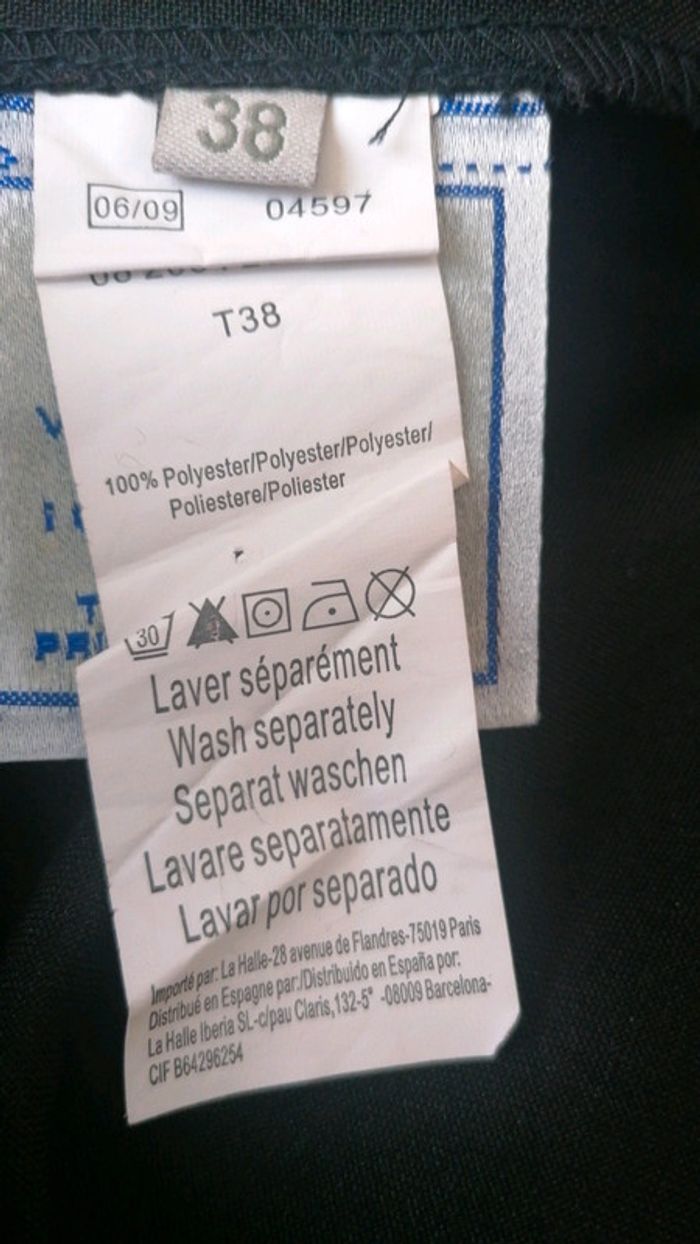 38
06/09 04597
T38
100% Polyester/Polyester/Polyester/
Poliestere/Poliester
30
Laver séparément
Wash separately
Separat waschen
Lavare separatamente
Lavar por separado
Importé par: La Halle-28 avenue de Flandres-75019 Paris
Distribué en Espagne par:/Distribuido en España por:
La Halle Iberia SL-c/pau Claris,132-5° -08009 Barcelona-
CIF B64296254